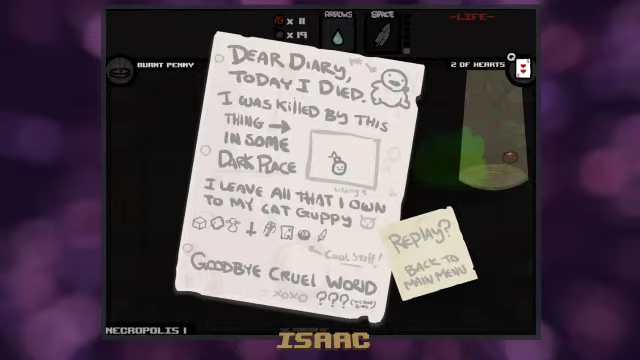 x 11
x 19
ARROWS
SPACE
-LIFE-
BURNT PENNY
2 OF HEARTS
Q
DEAR DIARY,
TODAY I DIED.
ME
I WAS KILLED BY THIS
THING →
IN SOME
DARK PLACE
I LEAVE ALL THAT I OWN
TO MY CAT GUPPY
COOL STUFF!
GOODBYE CRUEL WORLD
XOXO ???
REPLAY?
BACK TO
MAIN MENU
NECROPOLIS I
ISAAC